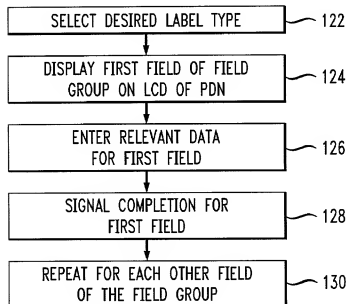 SELECT DESIRED LABEL TYPE
122
DISPLAY FIRST FIELD OF FIELD
GROUP ON LCD OF PDN
124
ENTER RELEVANT DATA
FOR FIRST FIELD
126
SIGNAL COMPLETION FOR
FIRST FIELD
128
REPEAT FOR EACH OTHER FIELD
OF THE FIELD GROUP
130